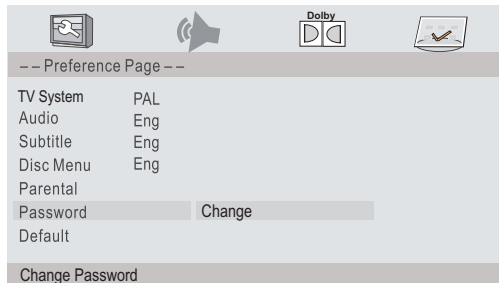 Dolby
-- Preference Page --
TV System PAL
Audio Eng
Subtitle Eng
Disc Menu Eng
Parental
Password Change
Default
Change Password